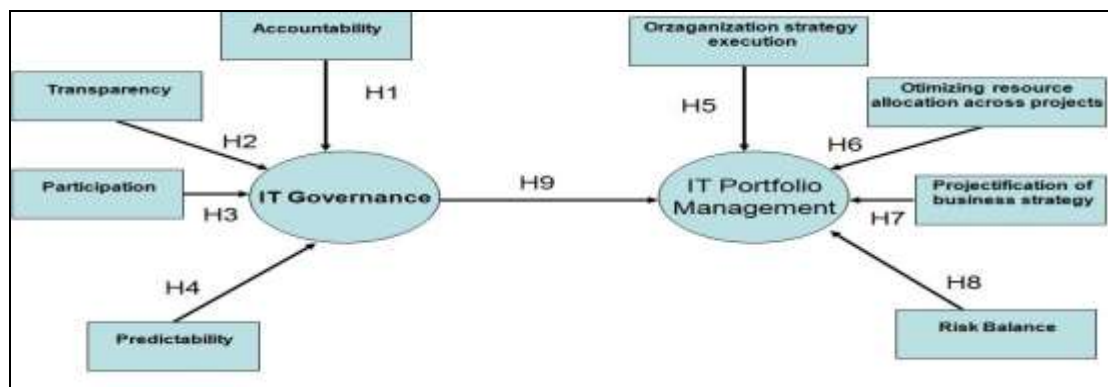 Accountability
Orzaganization strategy
execution
Transparency
H1
H5
Otimizing resource
allocation across projects
H2
H6
Participation
IT Governance
H9
IT Portfolio
Management
Projectification of
business strategy
H3
H7
H4
H8
Predictability
Risk Balance